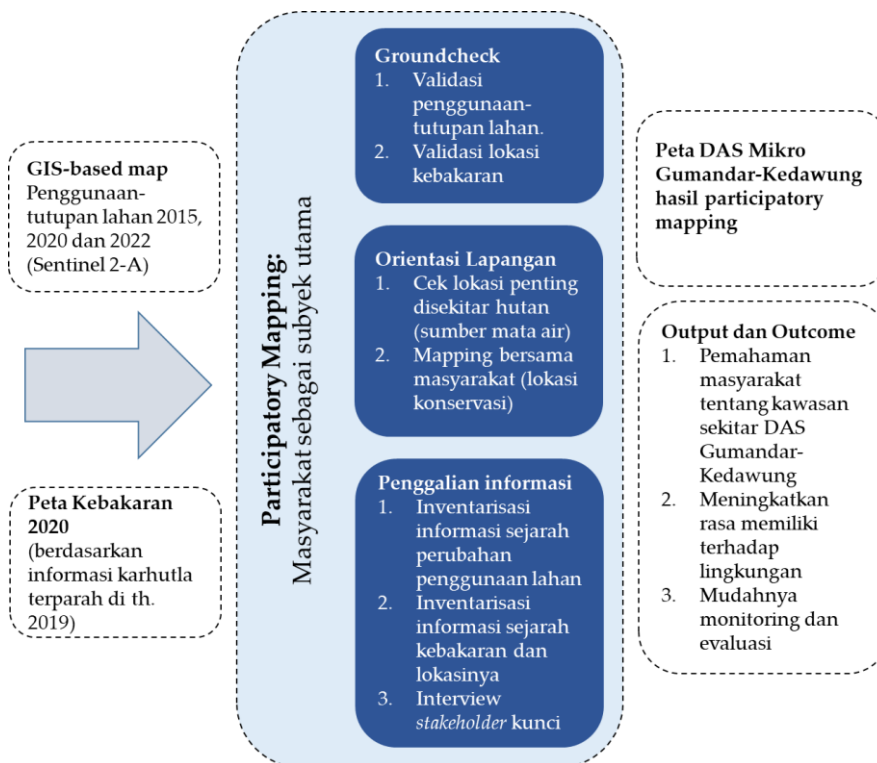 GIS-based map
Penggunaan-
tutupan lahan 2015,
2020 dan 2022
(Sentinel 2-A)
Peta Kebakaran
2020
(berdasarkan
informasi karhutla
terparah di th.
2019)
Participatory Mapping:
Masyarakat sebagai subyek utama
Groundcheck
1. Validasi
penggunaan-
tutupan lahan.
2. Validasi lokasi
kebakaran
Orientasi Lapangan
1. Cek lokasi penting
disekitar hutan
(sumber mata air)
2. Mapping bersama
masyarakat (lokasi
konservasi)
Penggalian informasi
1. Inventarisasi
informasi sejarah
perubahan
penggunaan lahan
2. Inventarisasi
informasi sejarah
kebakaran dan
lokasinya
3. Interview
stakeholder kunci
Peta DAS Mikro
Gumandar-Kedawung
hasil participatory
mapping
Output dan Outcome
1. Pemahaman
masyarakat
tentang kawasan
sekitar DAS
Gumandar-
Kedawung
2. Meningkatkan
rasa memiliki
terhadap
lingkungan
3. Mudahnya
monitoring dan
evaluasi